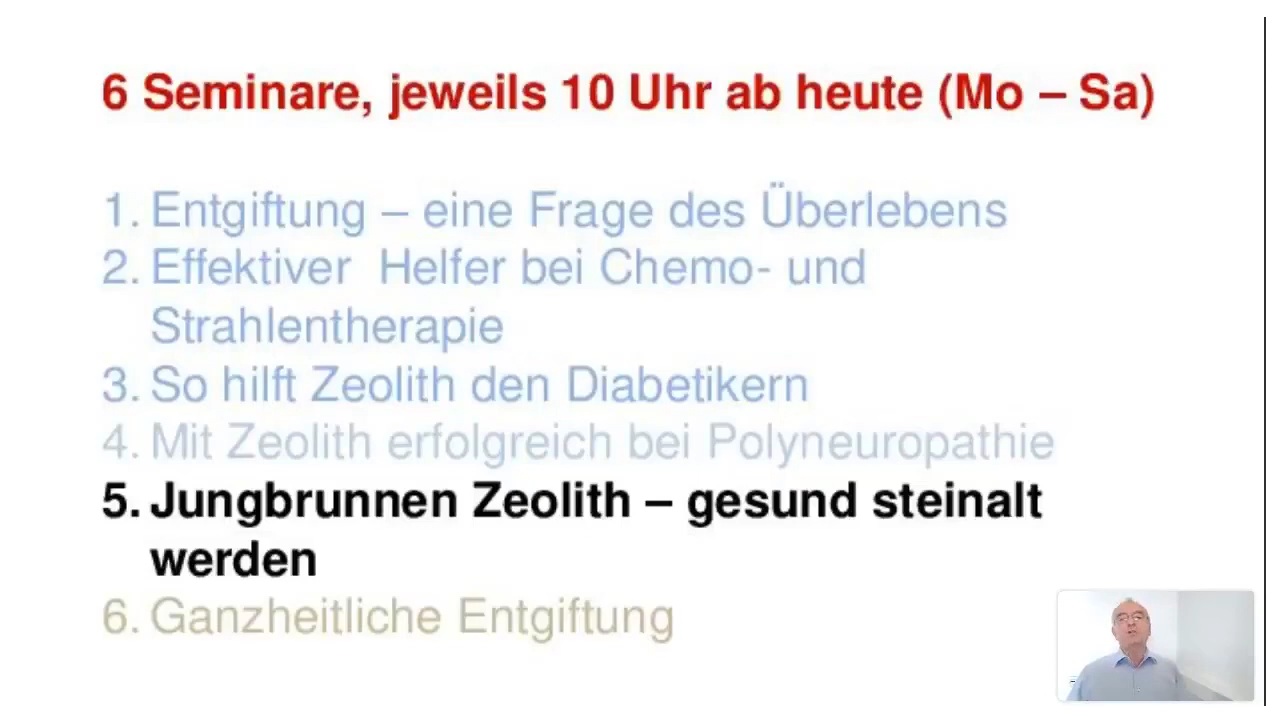 6 Seminare, jeweils 10 Uhr ab heute (Mo – Sa)
1. Entgiftung – eine Frage des Überlebens
2. Effektiver Helfer bei Chemo- und
Strahlentherapie
3. So hilft Zeolith den Diabetikern
4. Mit Zeolith erfolgreich bei Polyneuropathie
5. Jungbrunnen Zeolith – gesund steinalt
werden
6. Ganzheitliche Entgiftung